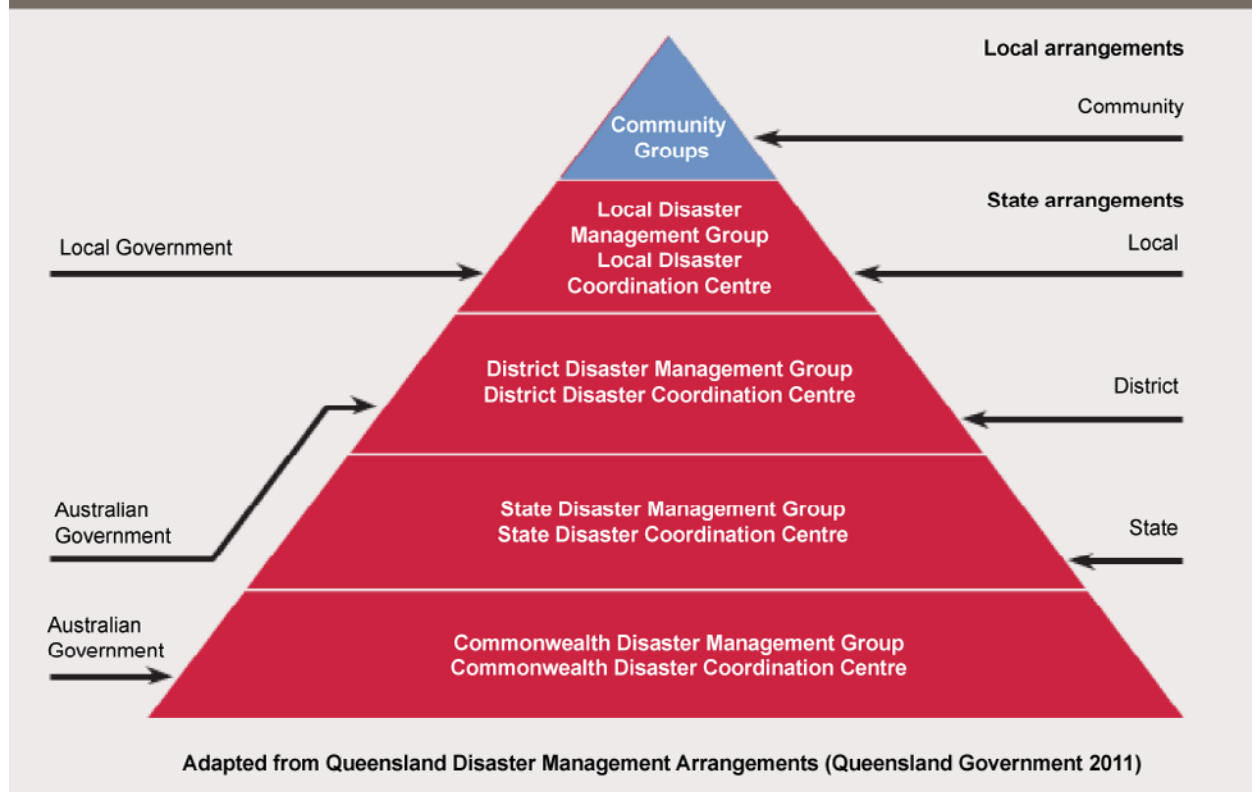 Local arrangements
Community
Community
Groups
State arrangements
Local Government
Local Disaster
Management Group
Local Disaster
Coordination Centre
Local
District Disaster Management Group
District Disaster Coordination Centre
District
Australian
Government
State Disaster Management Group
State Disaster Coordination Centre
State
Australian
Government
Commonwealth Disaster Management Group
Commonwealth Disaster Coordination Centre
Adapted from Queensland Disaster Management Arrangements (Queensland Government 2011)